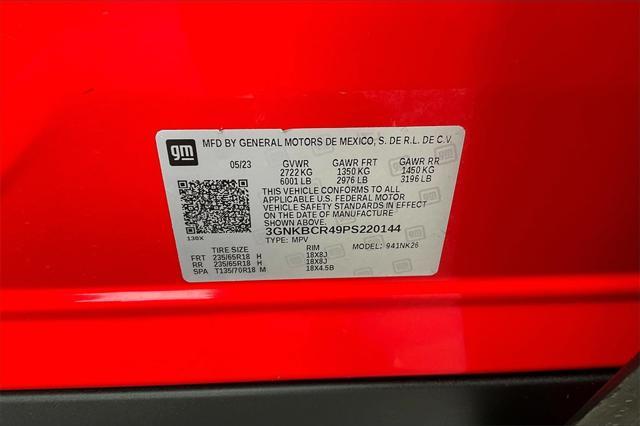 gm
MFD BY GENERAL MOTORS DE MEXICO, S. DE R.L. DE C.V.
05/23 GVWR GAWR FRT GAWR RR
2722 KG 1350 KG 1450 KG
6001 LB 2976 LB 3196 LB
THIS VEHICLE CONFORMS TO ALL
APPLICABLE U.S. FEDERAL MOTOR
VEHICLE SAFETY STANDARDS IN EFFECT
ON THE DATE OF MANUFACTURE
SHOWN ABOVE.
138X 3GNKBCR49PS220144
TYPE: MPV MODEL: 941NK26
TIRE SIZE RIM
FRT 235/65R18 H 18X8J
RR 235/65R18 H 18X8J
SPA T135/70R18 M 18X4.5B